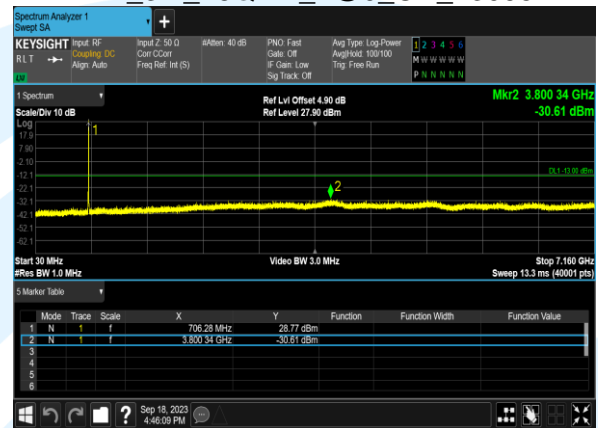 Spectrum Analyzer 1
Swept SA
KEYSIGHT Input: RF Input Z: 50 Ω #Atten: 40 dB PNO: Fast Avg Type: Log-Power 1 2 3 4 5 6
RLT Coupling: DC Corr CCorr Gate: Off Avg|Hold: 100/100 M W W W W W
Align: Auto Freq Ref: Int (S) IF Gain: Low Trig: Free Run P N N N N N
Sig Track: Off
1 Spectrum Ref Lvl Offset 4.90 dB Mkr2 3.800 34 GHz
Scale/Div 10 dB Ref Level 27.90 dBm -30.61 dBm
Log
1
17.9
7.90
-2.10
DL1 -13.00 dBm
-12.1
-22.1
2
-32.1
-42.1
-52.1
-62.1
Start 30 MHz Video BW 3.0 MHz Stop 7.160 GHz
#Res BW 1.0 MHz Sweep 13.3 ms (40001 pts)
5 Marker Table
Mode Trace Scale X Y Function Function Width Function Value
1 N 1 f 706.28 MHz 28.77 dBm
2 N 1 f 3.800 34 GHz -30.61 dBm
3
4
5
6
? Sep 18, 2023
4:46:09 PM